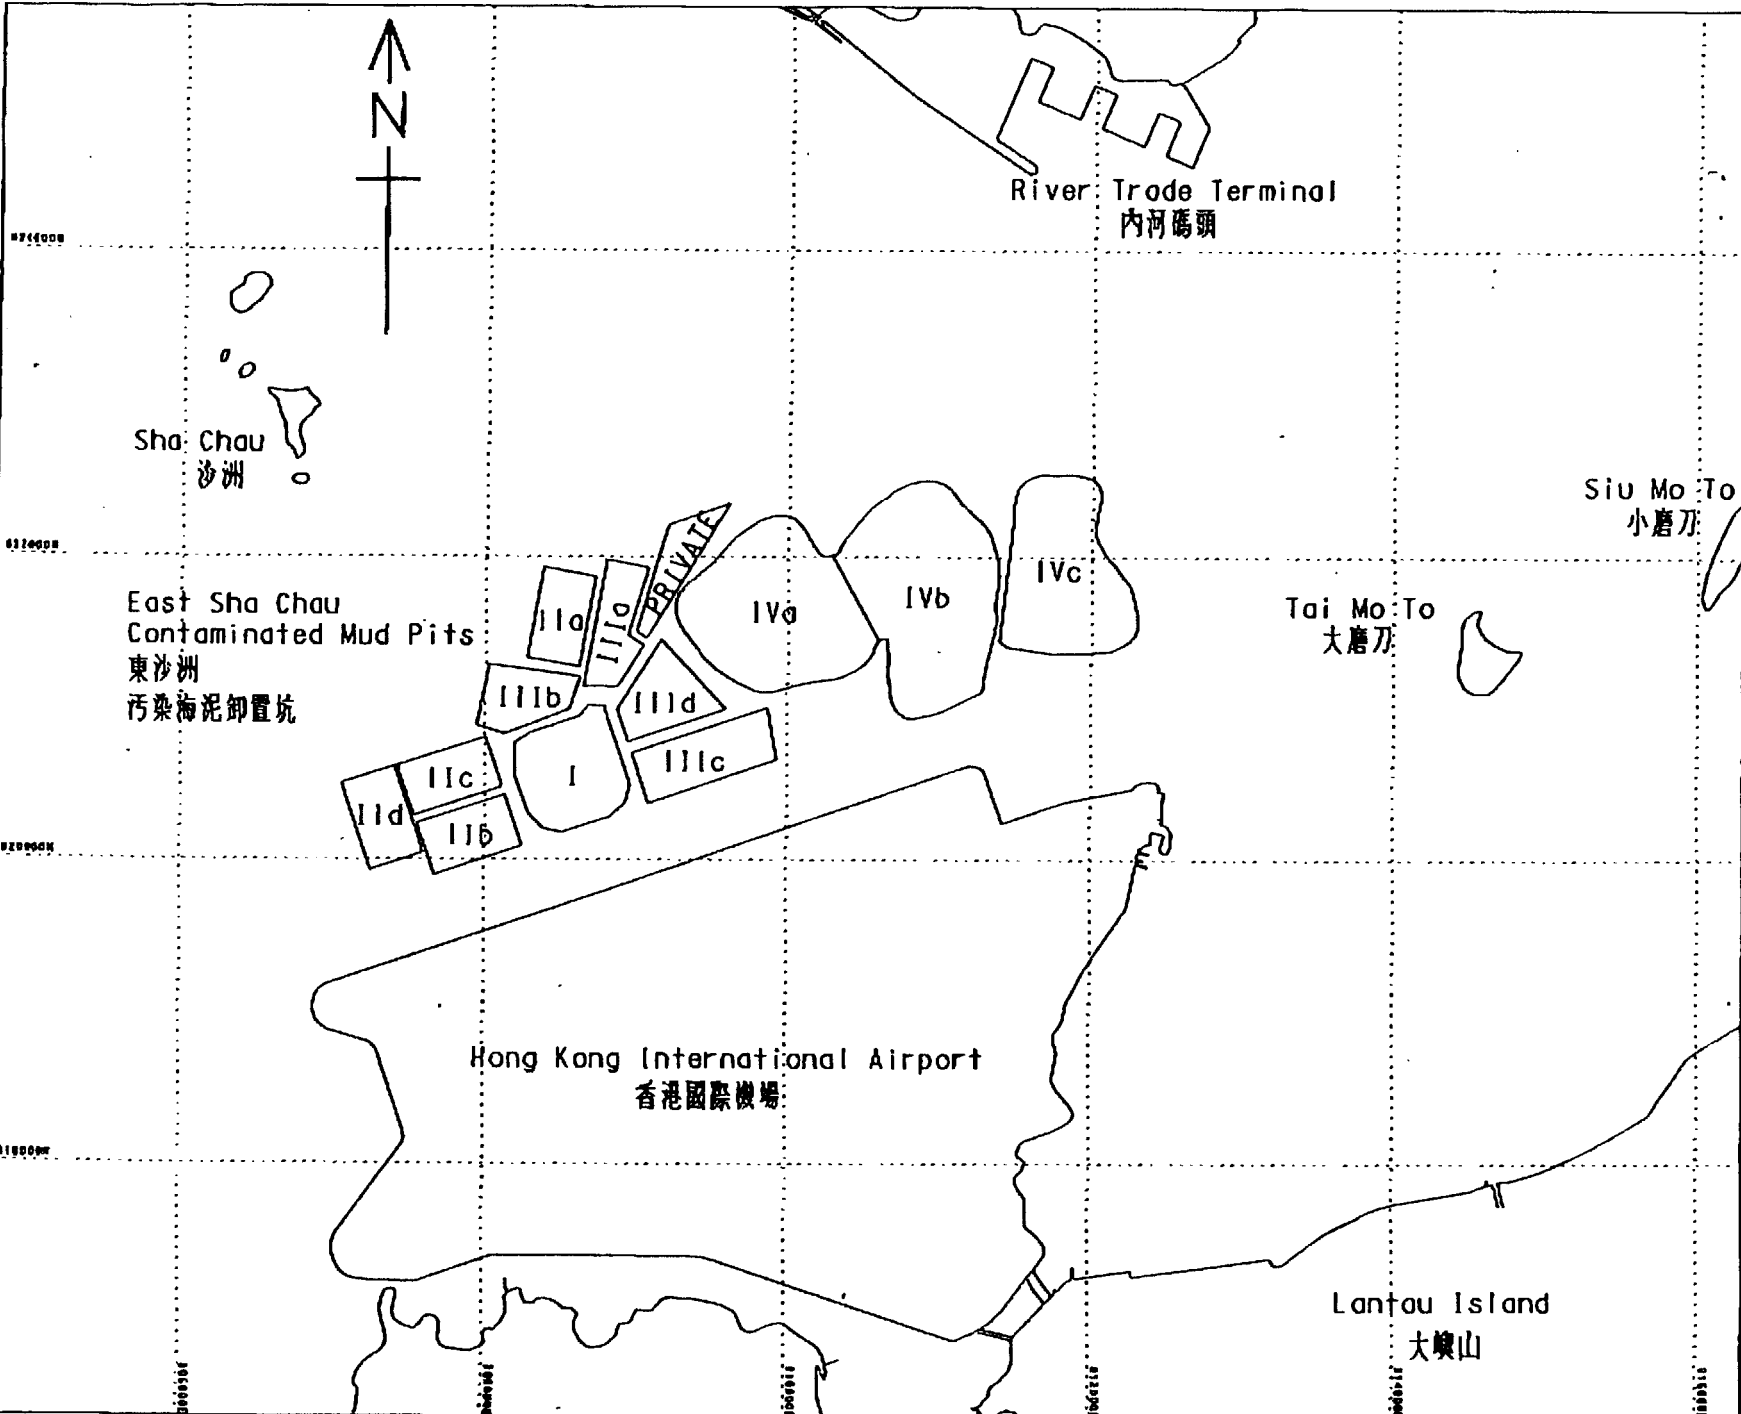 N
River Trade Terminal
內河碼頭
Sha Chau
沙洲
Siu Mo To
小磨刀
PRIVATE
IVa
IVb
IVc
East Sha Chau
Contaminated Mud Pits
東沙洲
污染海泥卸置坑
IIa
IIIa
Tai Mo To
大磨刀
IIIb
IIId
IIc
I
IIIc
IId
IIb
Hong Kong International Airport
香港國際機場
Lantau Island
大嶼山